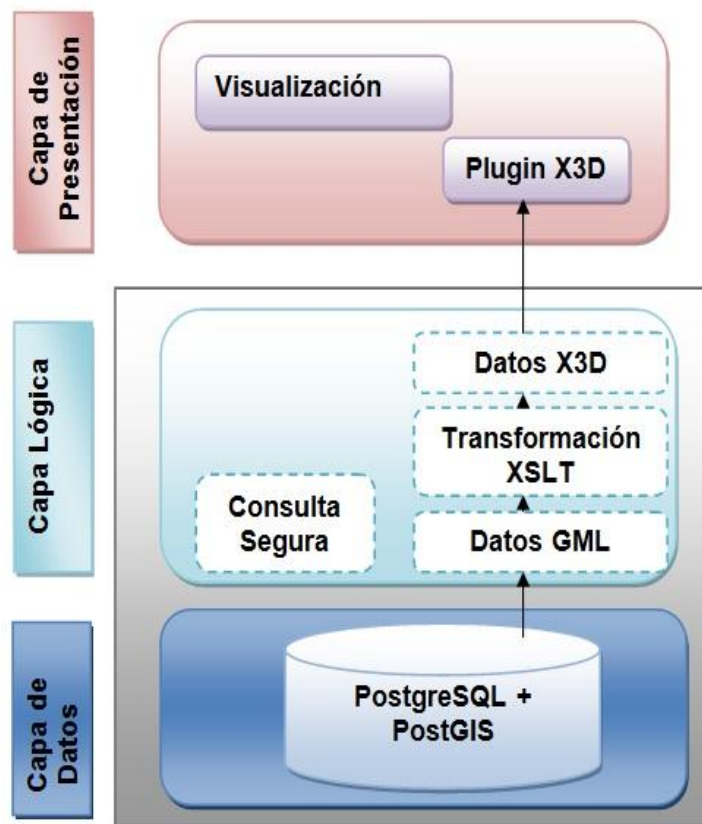 Capa de
Presentación
Visualización
Plugin X3D
Capa Lógica
Datos X3D
Transformación
XSLT
Consulta
Segura
Datos GML
Capa de
Datos
PostgreSQL +
PostGIS